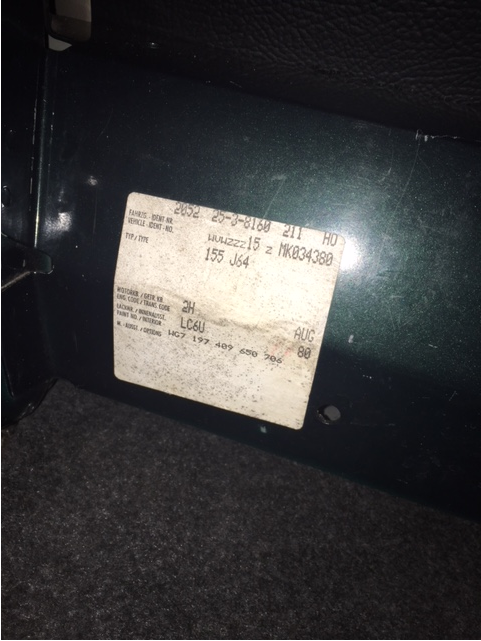 2052 25-3-8160 211 HO
FAHRZG.-IDENT-NR.
VEHICLE-IDENT-NO.
WVWZZZ15 Z MK034380
TYP / TYPE
155 J64
MOTORKB. / GETR. KB.
ENG. CODE / TRANS. CODE
2H
LACKNR. / INNENAUSST.
PAINT NO. / INTERIOR
LC6U AUG 80
M.-AUSST. / OPTIONS WG7 197 409 650 706